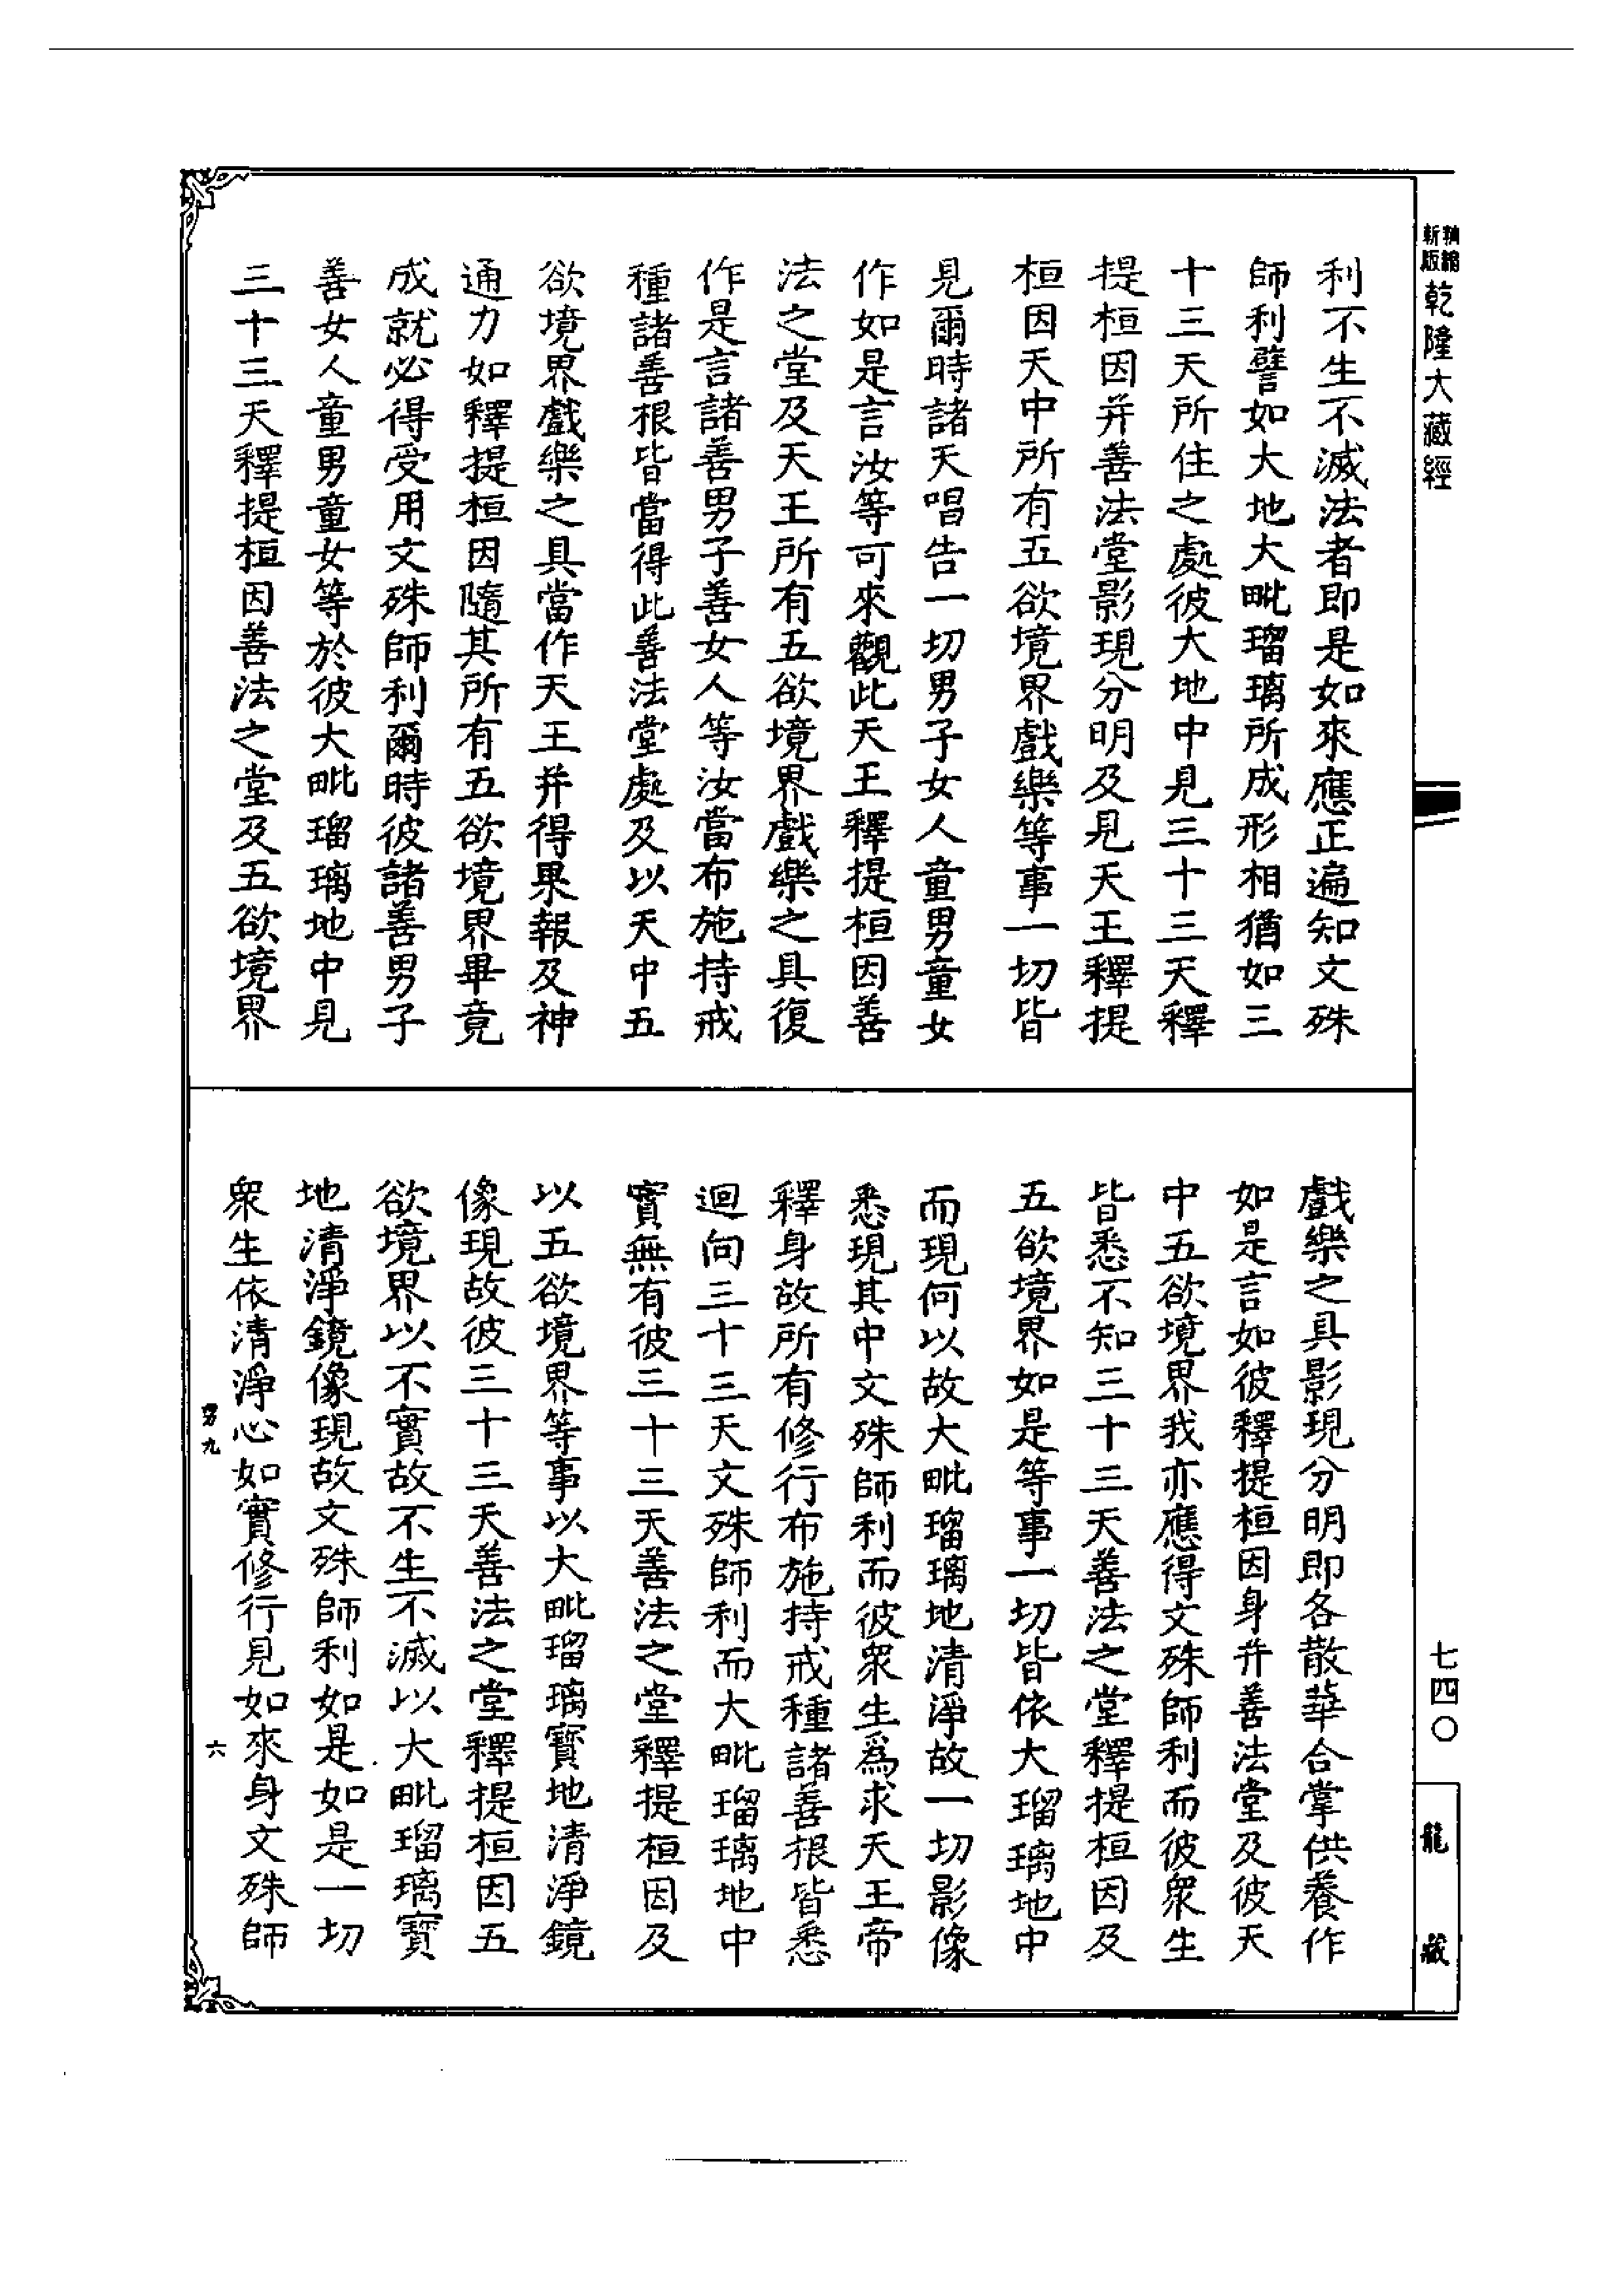 新版
精縮
乾隆大藏經
七四〇
龍藏
利不生不滅法者即是如來應正遍知文殊
師利譬如大地大毗瑠璃所成形相猶如三
十三天所住之處彼大地中見三十三天釋
提桓因并善法堂影現分明及見天王釋提
桓因天中所有五欲境界戲樂等事一切皆
見爾時諸天唱告一切男子女人童男童女
作如是言汝等可來觀此天王釋提桓因善
法之堂及天王所有五欲境界戲樂之具復
作是言諸善男子善女人等汝當布施持戒
種諸善根皆當得此善法堂處及以天中五
欲境界戲樂之具當作天王并得果報及神
通力如釋提桓因隨其所有五欲境界畢竟
成就必得受用文殊師利爾時彼諸善男子
善女人童男童女等於彼大毗瑠璃地中見
三十三天釋提桓因善法之堂及五欲境界
戲樂之具影現分明即各散華合掌供養作
如是言如彼釋提桓因身并善法堂及彼天
中五欲境界我亦應得文殊師利而彼衆生
皆悉不知三十三天善法之堂釋提桓因及
五欲境界如是等事一切皆依大瑠璃地中
而現何以故大毗瑠璃地清淨故一切影像
悉現其中文殊師利而彼衆生爲求天王帝
釋身故所有修行布施持戒種諸善根皆悉
迴向三十三天文殊師利而大毗瑠璃地中
實無有彼三十三天善法之堂釋提桓因及
以五欲境界等事以大毗瑠璃寶地清淨鏡
像現故彼三十三天善法之堂釋提桓因五
欲境界以不實故不生不滅以大毗瑠璃寶
地清淨鏡像現故文殊師利如是如是一切
衆生依清淨心如實修行見如來身文殊師
九
六